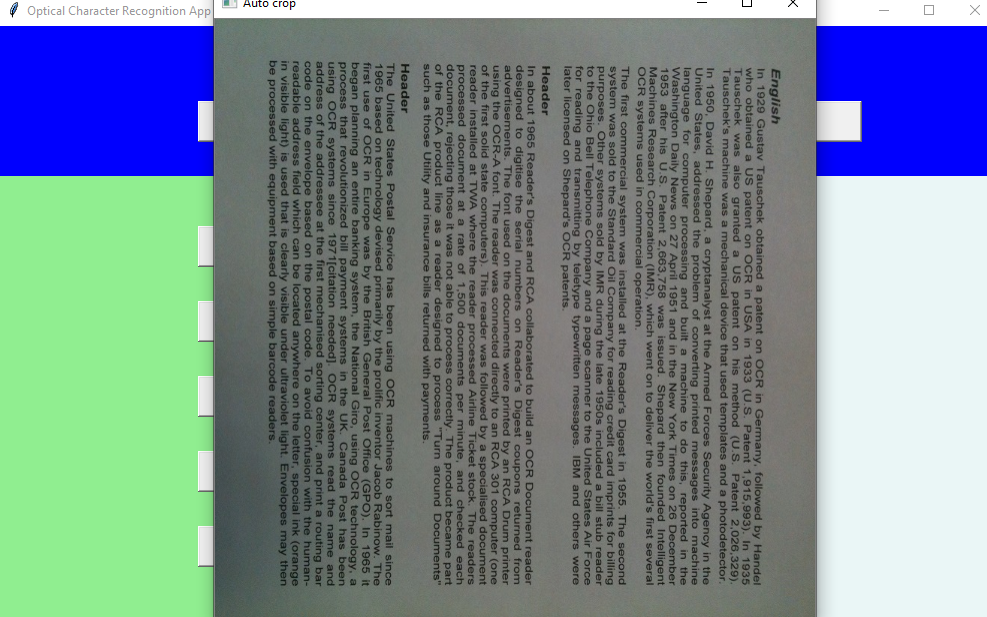 Optical Character Recognition App
Auto crop
English
In 1929 Gustav Tauschek obtained a patent on OCR in Germany, followed by Handel
who obtained a US patent on OCR in USA in 1933 (U.S. Patent 1,915,993). In 1935
Tauschek was also granted a US patent on his method (U.S. Patent 2,026,329).
Tauschek's machine was a mechanical device that used templates and a photodetector.
In 1950, David H. Shepard, a cryptanalyst at the Armed Forces Security Agency in the
United States, addressed the problem of converting printed messages into machine
language for computer processing and built a machine to do this, reported in the
Washington Daily News on 27 April 1951 and in the New York Times on 26 December
1953 after his U.S. Patent 2,663,758 was issued. Shepard then founded Intelligent
Machines Research Corporation (IMR), which went on to deliver the world's first several
OCR systems used in commercial operation.
The first commercial system was installed at the Reader's Digest in 1955. The second
system was sold to the Standard Oil Company for reading credit card imprints for billing
purposes. Other systems sold by IMR during the late 1950s included a bill stub reader
to the Ohio Bell Telephone Company and a page scanner to the United States Air Force
for reading and transmitting by teletype typewritten messages. IBM and others were
later licensed on Shepard's OCR patents.
Header
In about 1965 Reader's Digest and RCA collaborated to build an OCR Document reader
designed to digitise the serial numbers on Reader's Digest coupons returned from
advertisements. The font used on the documents were printed by an RCA Drum printer
using the OCR-A font. The reader was connected directly to an RCA 301 computer (one
of the first solid state computers). This reader was followed by a specialised document
reader installed at TWA where the reader processed Airline Ticket stock. The readers
processed document at a rate of 1,500 documents per minute, and checked each
document, rejecting those it was not able to process correctly. The product became part
of the RCA product line as a reader designed to process "Turn around Documents"
such as those Utility and insurance bills returned with payments.
Header
The United States Postal Service has been using OCR machines to sort mail since
1965 based on technology devised primarily by the prolific inventor Jacob Rabinow. The
first use of OCR in Europe was by the British General Post Office (GPO). In 1965 it
began planning an entire banking system, the National Giro, using OCR technology, a
process that revolutionized bill payment systems in the UK. Canada Post has been
using OCR systems since 1971[citation needed]. OCR systems read the name and
address of the addressee at the first mechanised sorting center, and print a routing bar
code on the envelope based on the postal code. To avoid confusion with the human-
readable address field which can be located anywhere on the letter, special ink (orange
in visible light) is used that is clearly visible under ultraviolet light. Envelopes may then
be processed with equipment based on simple barcode readers.